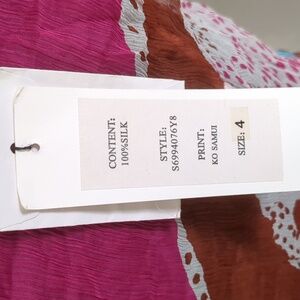 CONTENT:
100%SILK
STYLE:
S6994076Y8
PRINT:
KO SAMUI
SIZE: 4